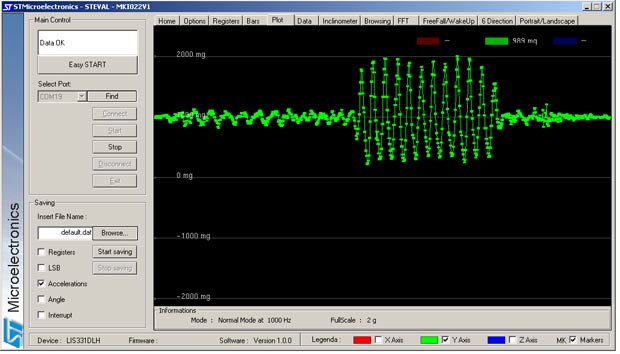 STMicroelectronics - STEVAL - MKI022V1
Main Control
Data OK
Easy START
Select Port:
COM19
Find
Connect
Start
Stop
Disconnect
Exit
Saving
Insert File Name :
default.dat
Browse...
Registers
Start saving
LSB
Stop saving
Accelerations
Angle
Interrupt
Microelectronics
Home Options Registers Bars Plot Data Inclinometer Browsing FFT FreeFall/WakeUp 6 Direction Portrait/Landscape
-- 989 mg --
2000 mg
1000 mg
0 mg
-1000 mg
-2000 mg
Informations
Mode : Normal Mode at 1000 Hz FullScale : 2 g
Device : LIS331DLH Firmware : Software : Version 1.0.0 Legenda : X Axis Y Axis Z Axis MK Markers